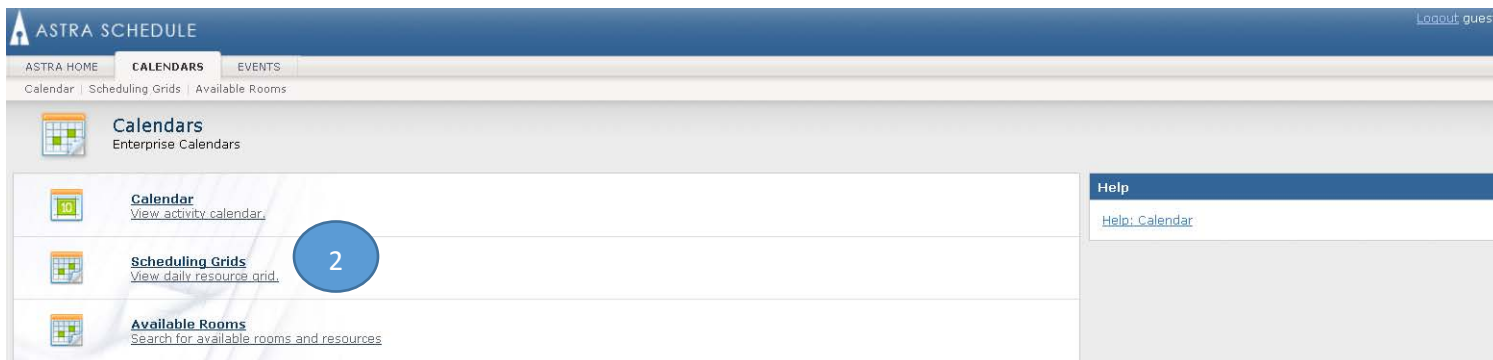 ASTRA SCHEDULE
Logout gues
ASTRA HOME CALENDARS EVENTS
Calendar | Scheduling Grids | Available Rooms
Calendars
Enterprise Calendars
10
Calendar
View activity calendar.
Scheduling Grids
View daily resource grid.
2
Available Rooms
Search for available rooms and resources
Help
Help: Calendar